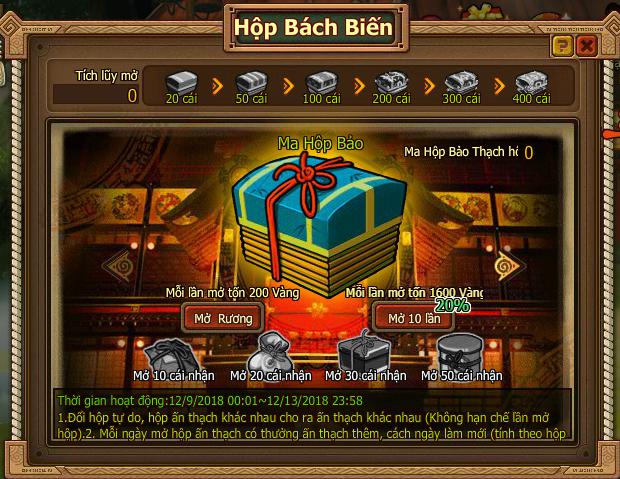 Hộp Bách Biến
?
Tích lũy mở
0
20 cái
50 cái
100 cái
200 cái
300 cái
400 cái
Ma Hộp Bảo
Ma Hộp Bảo Thạch
0
Mỗi lần mở tốn 200 Vàng
Mỗi lần mở tốn 1600 Vàng
20%
Mở Rương
Mở 10 lần
Mở 10 cái nhận
Mở 20 cái nhận
Mở 30 cái nhận
Mở 50 cái nhận
Thời gian hoạt động:12/9/2018 00:01~12/13/2018 23:58
1.Đổi hộp tự do, hộp ấn thạch khác nhau cho ra ấn thạch khác nhau (Không hạn chế lần mở
hộp).2. Mỗi ngày mở hộp ấn thạch có thưởng ấn thạch thêm, cách ngày làm mới (tính theo hộp